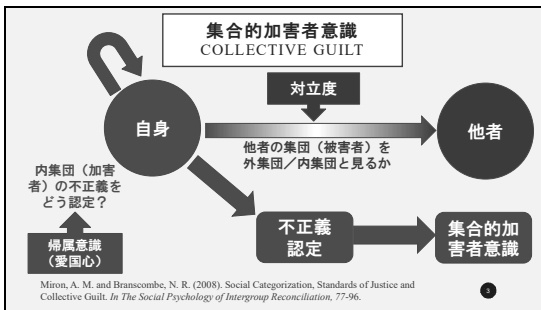 集合的加害者意識
COLLECTIVE GUILT
対立度
自身
他者
他者の集団（被害者）を
外集団／内集団と見るか
内集団（加害
者）の不正義を
どう認定？
帰属意識
（愛国心）
不正義
認定
集合的加
害者意識
Miron, A. M. and Branscombe, N. R. (2008). Social Categorization, Standards of Justice and
Collective Guilt. In The Social Psychology of Intergroup Reconciliation, 77-96.
3